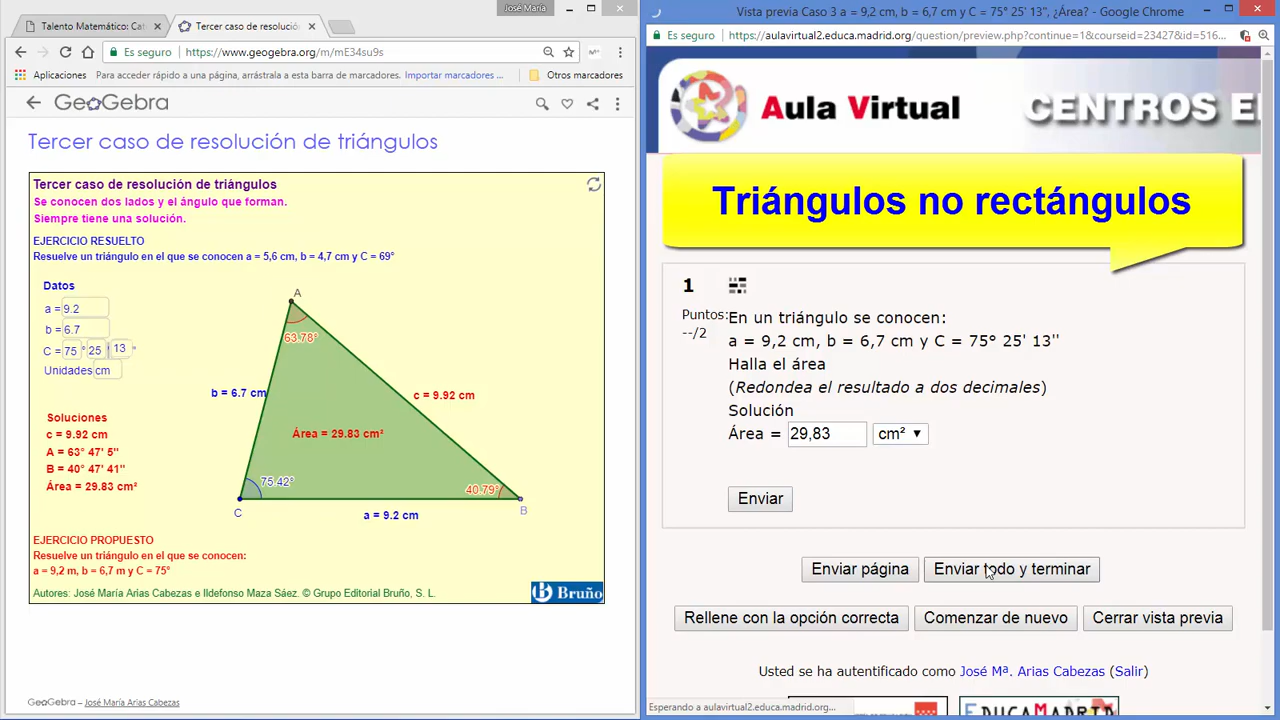 José María
Talento Matemático: Cat
Tercer caso de resolució
Es seguro
https://www.geogebra.org/m/mE34su9s
Aplicaciones
Para acceder rápido a una página, arrástrala a esta barra de marcadores.
Importar marcadores ...
Otros marcadores
GeoGebra
Tercer caso de resolución de triángulos
Tercer caso de resolución de triángulos
Se conocen dos lados y el ángulo que forman.
Siempre tiene una solución.
EJERCICIO RESUELTO
Resuelve un triángulo en el que se conocen a = 5,6 cm, b = 4,7 cm y C = 69°
Datos
a = 9.2
b = 6.7
C = 75 ° 25 ' 13 "
Unidades cm
Soluciones
c = 9.92 cm
A = 63° 47' 5"
B = 40° 47' 41"
Área = 29.83 cm²
A
63.78°
b = 6.7 cm
c = 9.92 cm
Área = 29.83 cm²
75.42°
40.79°
C
a = 9.2 cm
B
EJERCICIO PROPUESTO
Resuelve un triángulo en el que se conocen:
a = 9,2 m, b = 6,7 m y C = 75°
Autores: José María Arias Cabezas e Ildefonso Maza Sáez. © Grupo Editorial Bruño, S. L.
Bruño
GeoGebra – José María Arias Cabezas
Vista previa Caso 3 a = 9,2 cm, b = 6,7 cm y C = 75° 25' 13'', ¿Área? - Google Chrome
Es seguro
https://aulavirtual2.educa.madrid.org/question/preview.php?continue=1&courseid=23427&id=516...
Aula Virtual
CENTROS E
Triángulos no rectángulos
1
Puntos:
--/2
En un triángulo se conocen:
a = 9,2 cm, b = 6,7 cm y C = 75° 25' 13''
Halla el área
(Redondea el resultado a dos decimales)
Solución
Área = 29,83 cm²
Enviar
Enviar página
Enviar todo y terminar
Rellene con la opción correcta
Comenzar de nuevo
Cerrar vista previa
Usted se ha autentificado como José Mª. Arias Cabezas (Salir)
Esperando a aulavirtual2.educa.madrid.org...
EDUCAMADRID